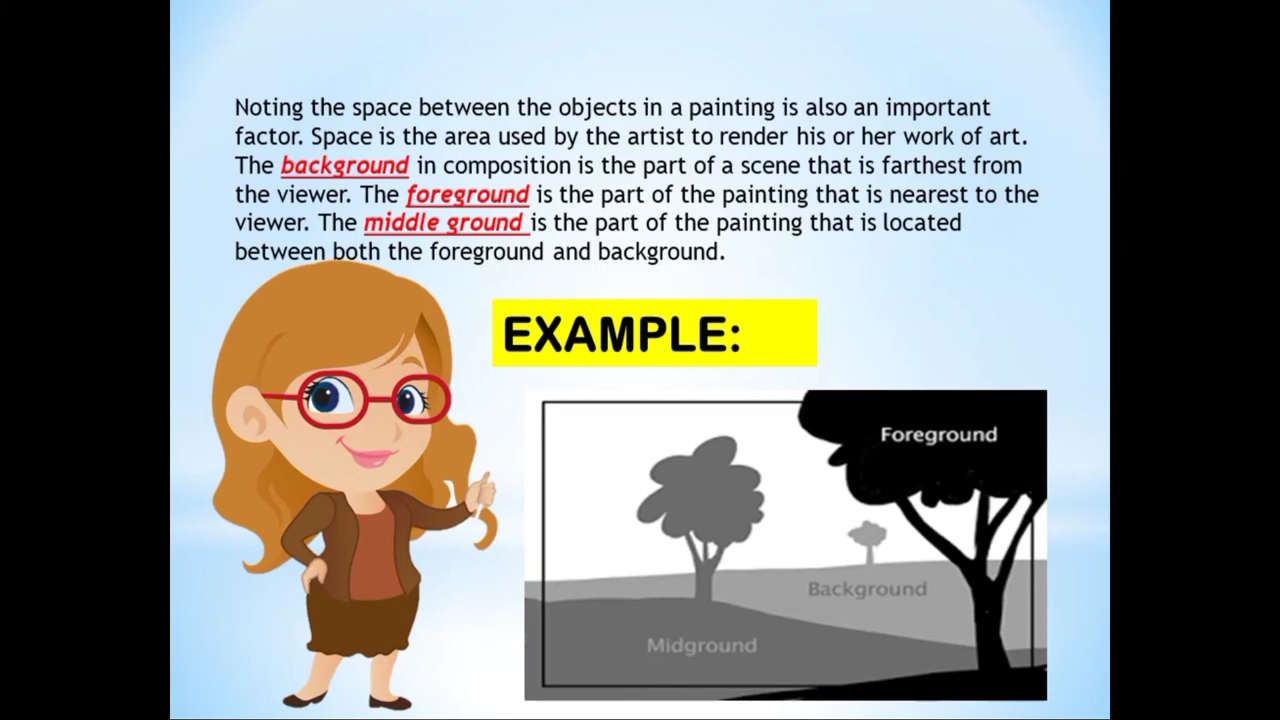 Noting the space between the objects in a painting is also an important
factor. Space is the area used by the artist to render his or her work of art.
The background in composition is the part of a scene that is farthest from
the viewer. The foreground is the part of the painting that is nearest to the
viewer. The middle ground is the part of the painting that is located
between both the foreground and background.
EXAMPLE:
Foreground
Background
Midground